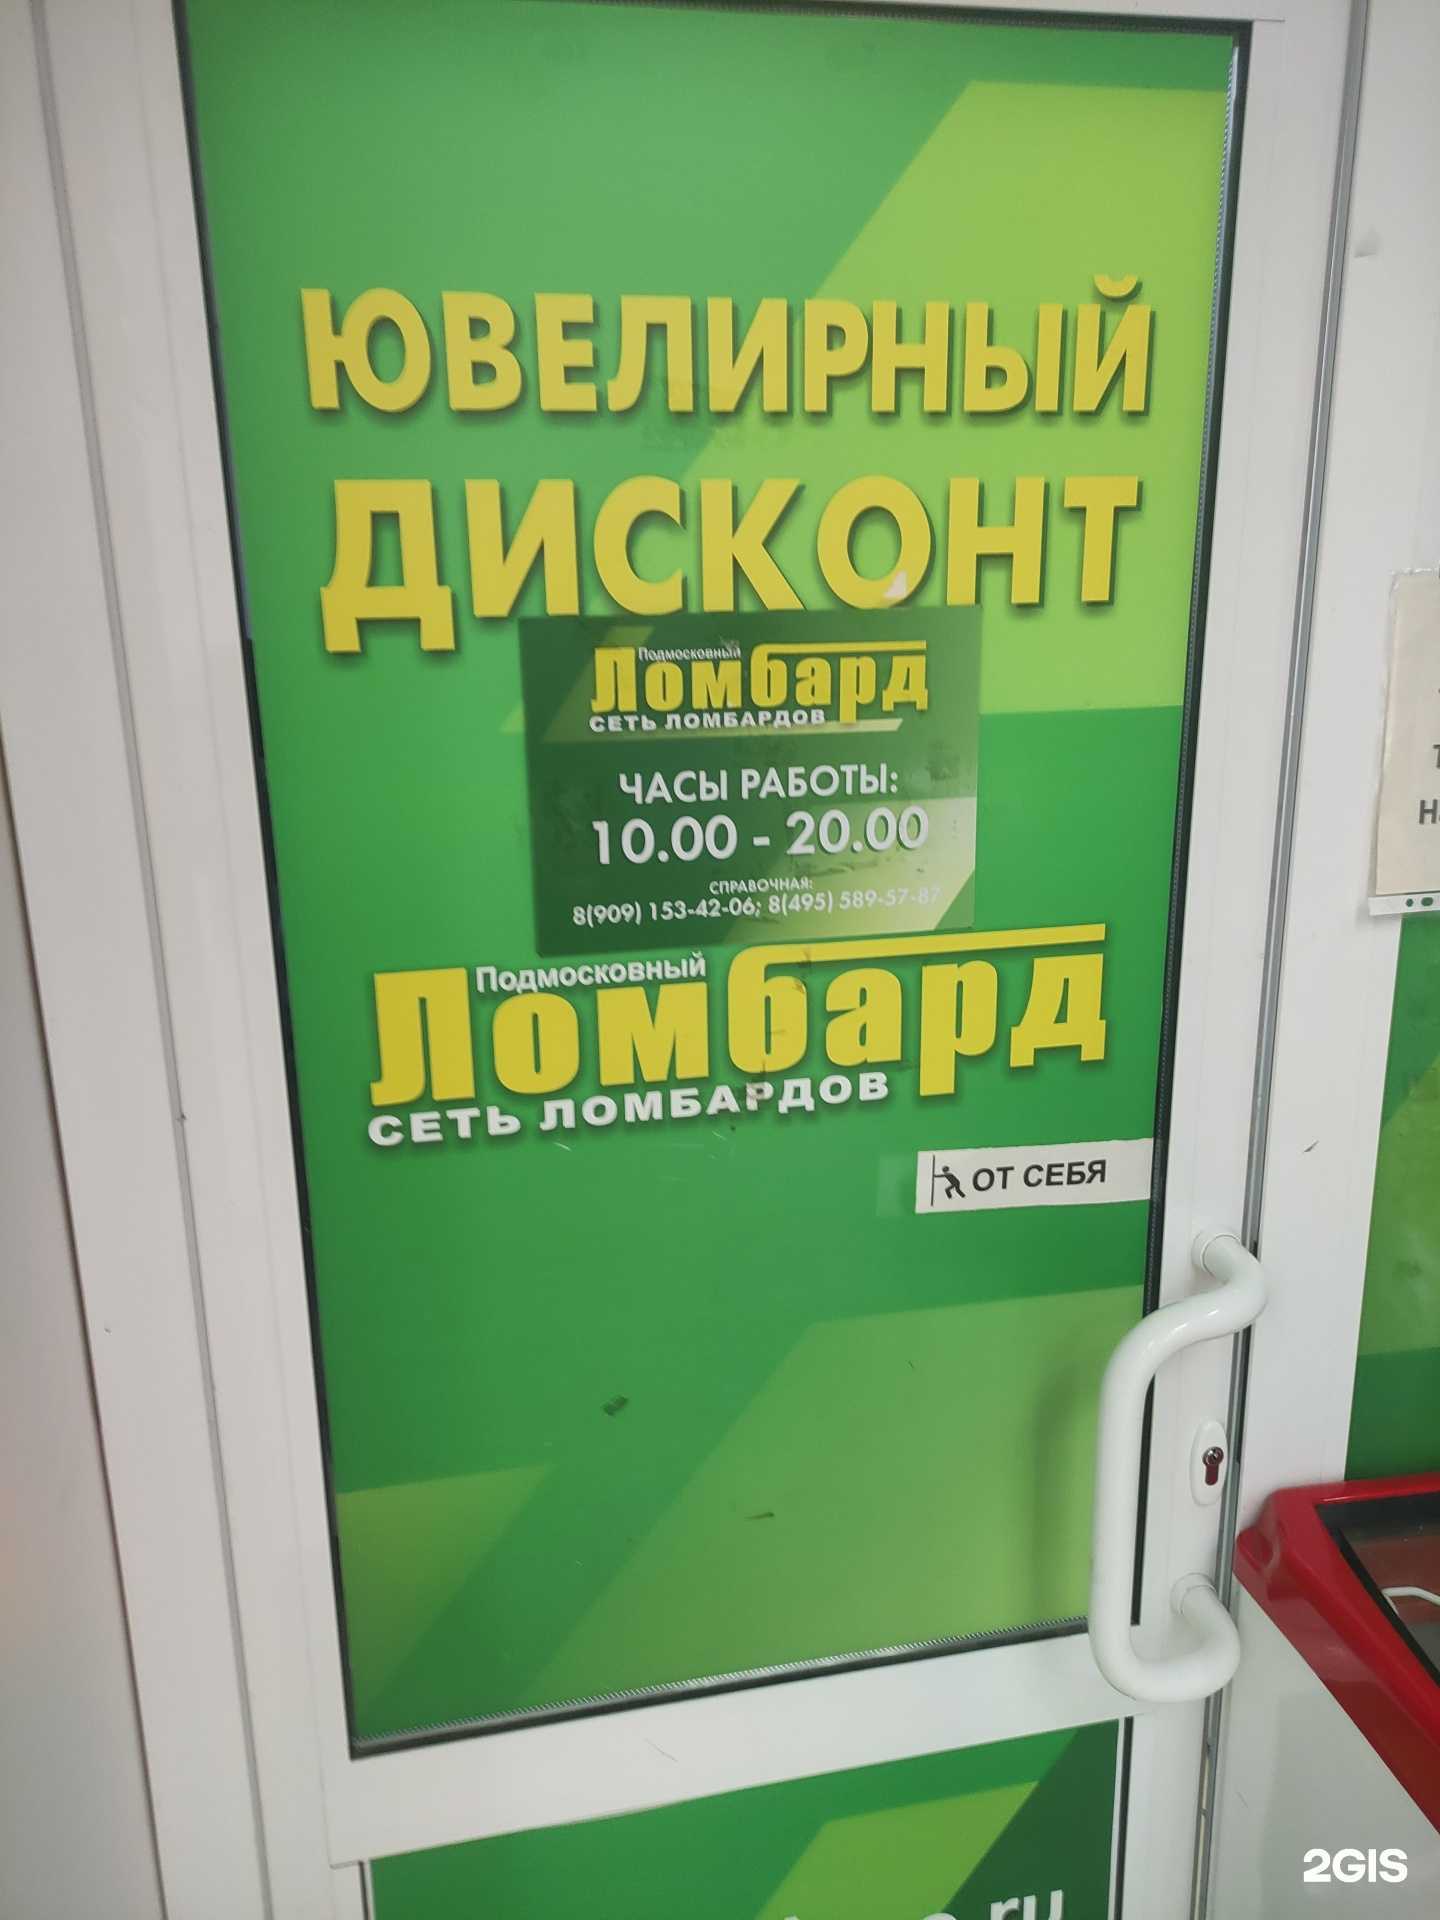 ЮВЕЛИРНЫЙ
ДИСКОНТ
Подмосковный
Ломбард
СЕТЬ ЛОМБАРДОВ
ЧАСЫ РАБОТЫ:
10.00 - 20.00
СПРАВОЧНАЯ:
8(909) 153-42-06; 8(495) 589-57-87
Подмосковный
Ломбард
СЕТЬ ЛОМБАРДОВ
ОТ СЕБЯ
2GIS